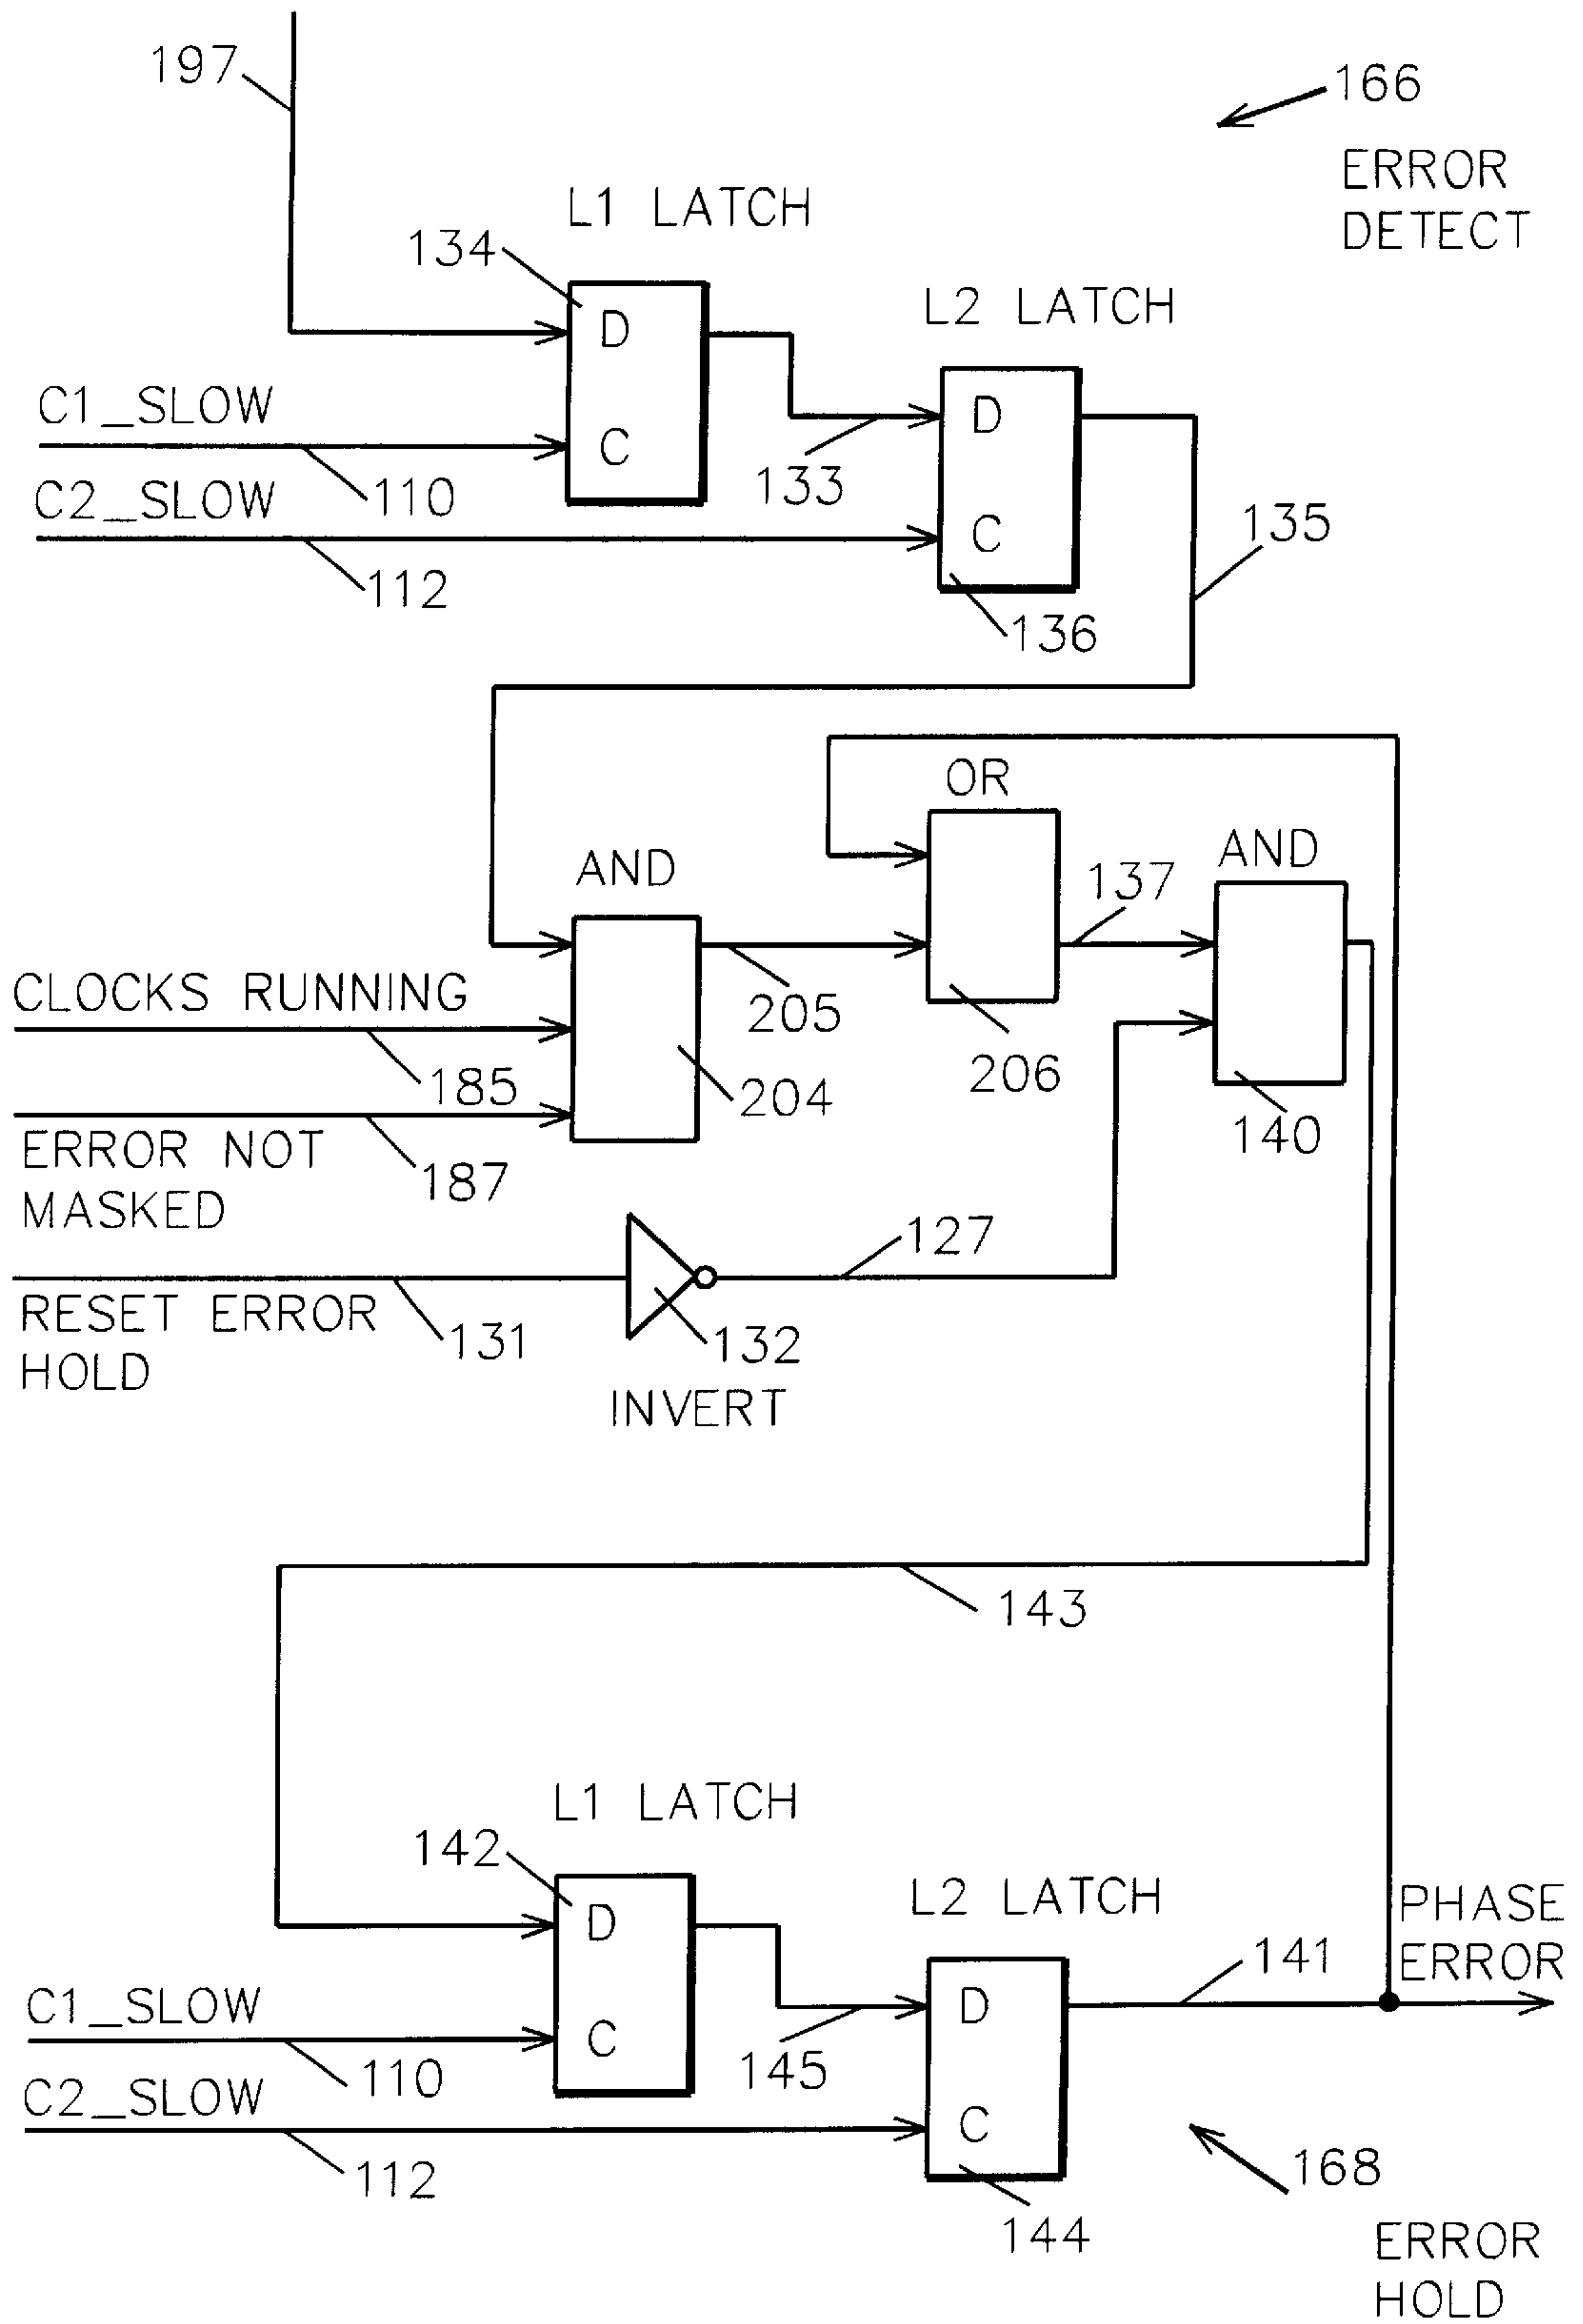 197
166
ERROR
DETECT
L1 LATCH
134
D
C
L2 LATCH
D
C
C1_SLOW
110
C2_SLOW
112
133
135
136
OR
AND
AND
137
CLOCKS RUNNING
185
205
206
204
140
ERROR NOT
MASKED
187
127
RESET ERROR
HOLD
131
132
INVERT
143
L1 LATCH
142
D
C
L2 LATCH
D
C
PHASE
ERROR
141
C1_SLOW
110
145
C2_SLOW
112
144
168
ERROR
HOLD